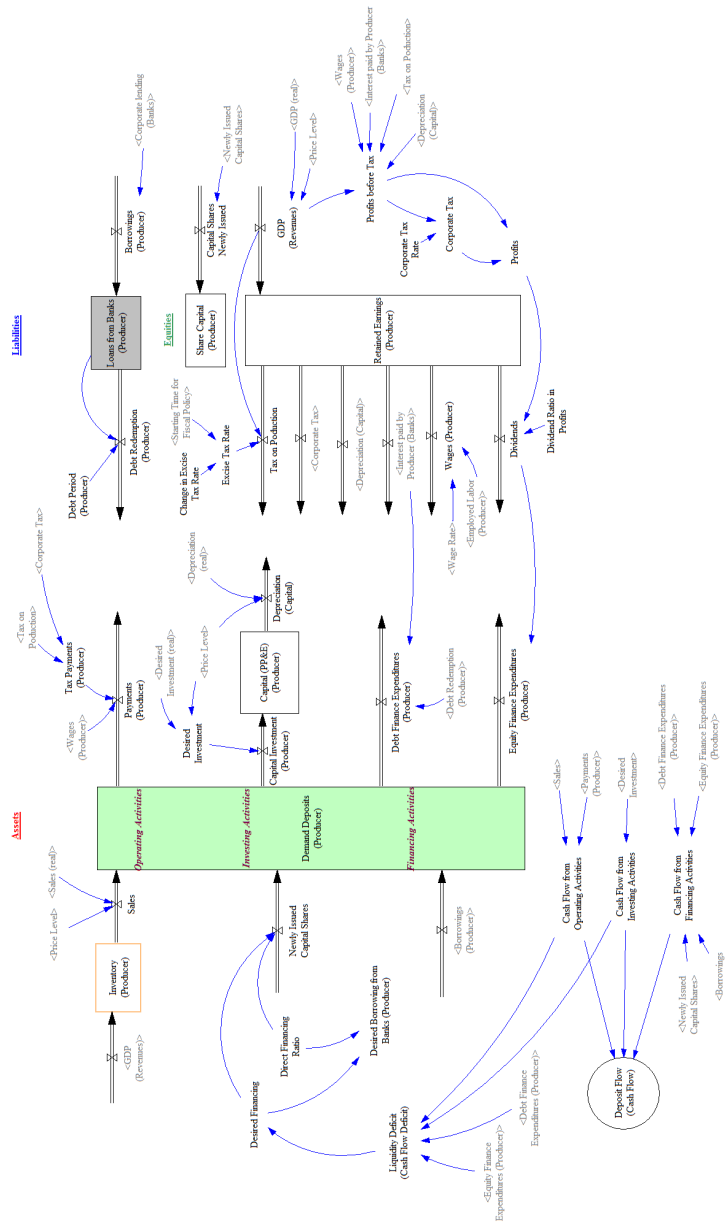 Assets
Liabilities
Equities
<Price Level>
<Sales (real)>
<Tax on
Poduction>
<Corporate Tax>
Tax Payments
(Producer)
<Wages
(Producer)>
Debt Period
(Producer)
<Corporate lending
(Banks)>
<GDP
(Revenues)
Inventory
(Producer)
Sales
Operating Activities
Payments
(Producer)
Debt Redemption
(Producer)
Loans from Banks
(Producer)
Borrowings
(Producer)
<Desired
Investment (real)>
<Price Level>
<Depreciation
(real)>
Share Capital
(Producer)
Capital Shares
Newly Issued
<Newly Issued
Capital Shares>
Desired
Investment
Change in Excise
Tax Rate
<Starting Time for
Fiscal Policy>
Excise Tax Rate
Desired Financing
Direct Financing
Ratio
Newly Issued
Capital Shares
Investing Activities
Capital Investment
(Producer)
Capital (PP&E)
(Producer)
Depreciation
(Capital)
Tax on Poduction
GDP
(Revenues)
<GDP (real)>
<Price Level>
Demand Deposits
(Producer)
<Corporate Tax>
<Depreciation (Capital)>
<Interest paid by
Producer (Banks)>
Retained Earnings
(Producer)
Profits before Tax
<Wages
(Producer)>
<Interest paid by Producer
(Banks)>
<Tax on Poduction>
<Depreciation
(Capital)>
Desired Borrowing from
Banks (Producer)
Liquidity Deficit
(Cash Flow Deficit)
Financing Activities
Debt Finance Expenditures
(Producer)
<Debt Redemption
(Producer)>
Wages (Producer)
<Wage Rate>
<Employed Labor
(Producer)>
Corporate Tax
Rate
Corporate Tax
<Borrowings
(Producer)>
Equity Finance Expenditures
(Producer)
Dividends
Dividend Ratio in
Profits
Profits
<Equity Finance
Expenditures (Producer)>
<Debt Finance
Expenditures (Producer)>
Cash Flow from
Operating Activities
<Sales>
<Payments
(Producer)>
Deposit Flow
(Cash Flow)
Cash Flow from
Investing Activities
<Desired
Investment>
<Newly Issued
Capital Shares>
Cash Flow from
Financing Activities
<Debt Finance Expenditures
(Producer)>
<Equity Finance Expenditures
(Producer)>
<Borrowings